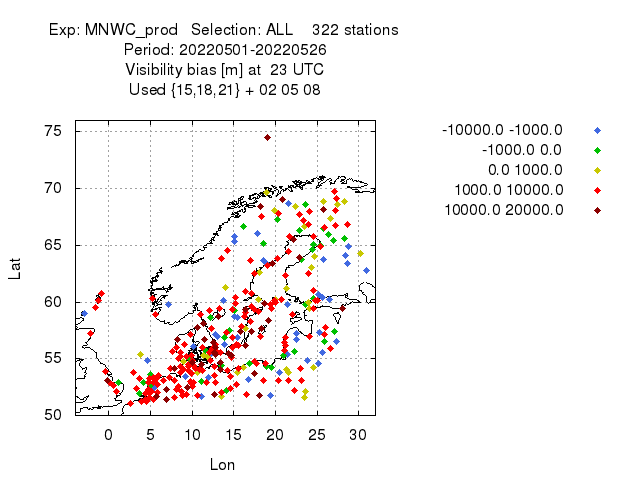 Exp: MNWC_prod   Selection: ALL    322 stations
Period: 20220501-20220526
Visibility bias [m] at  23 UTC
Used {15,18,21} + 02 05 08
-10000.0 -1000.0
-1000.0 0.0
0.0 1000.0
1000.0 10000.0
10000.0 20000.0
75
70
65
60
55
50
Lat
0 5 10 15 20 25 30
Lon